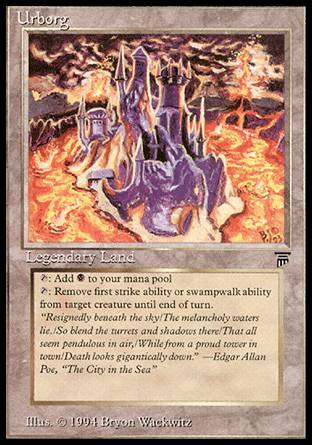 Urborg
Legendary Land
: Add to your mana pool
: Remove first strike ability or swampwalk ability
from target creature until end of turn.
"Resignedly beneath the sky/The melancholy waters
lie./So blend the turrets and shadows there/That all
seem pendulous in air,/While from a proud tower in
town/Death looks gigantically down." —Edgar Allan
Poe, "The City in the Sea"
Illus. © 1994 Bryon Wackwitz